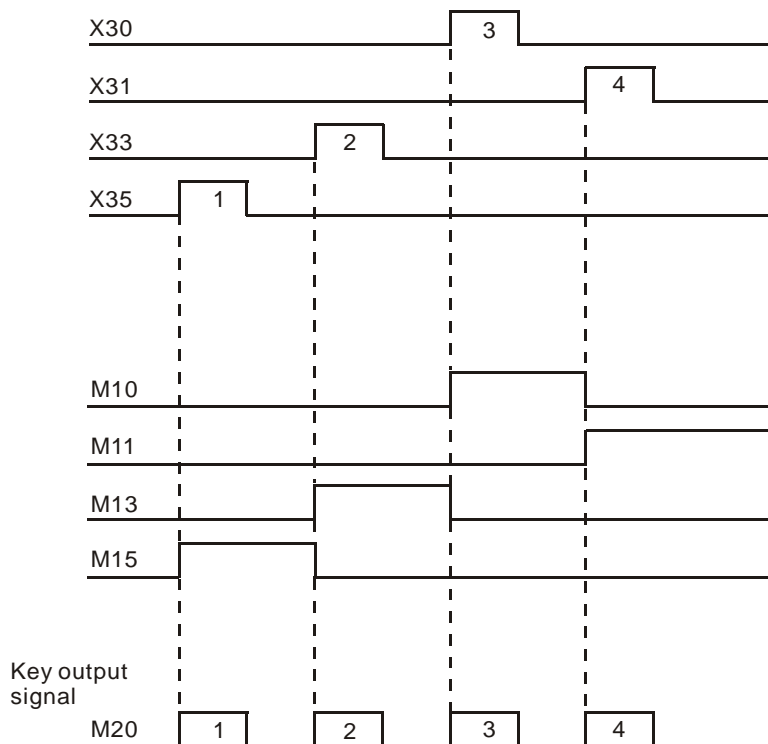 X30 3
X31 4
X33 2
X35 1
M10
M11
M13
M15
Key output
signal
M20 1 2 3 4